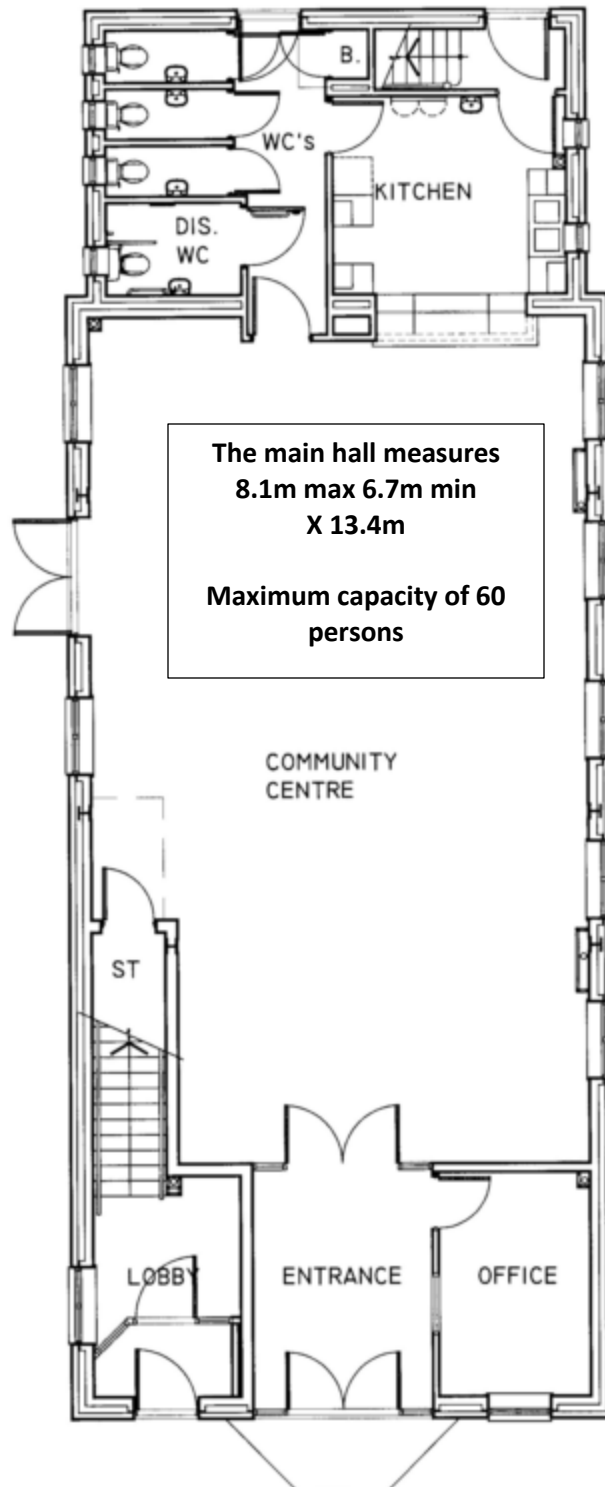 B.
WC's
KITCHEN
DIS.
WC
The main hall measures
8.1m max 6.7m min
X 13.4m
Maximum capacity of 60
persons
COMMUNITY
CENTRE
ST
LOBBY
ENTRANCE
OFFICE